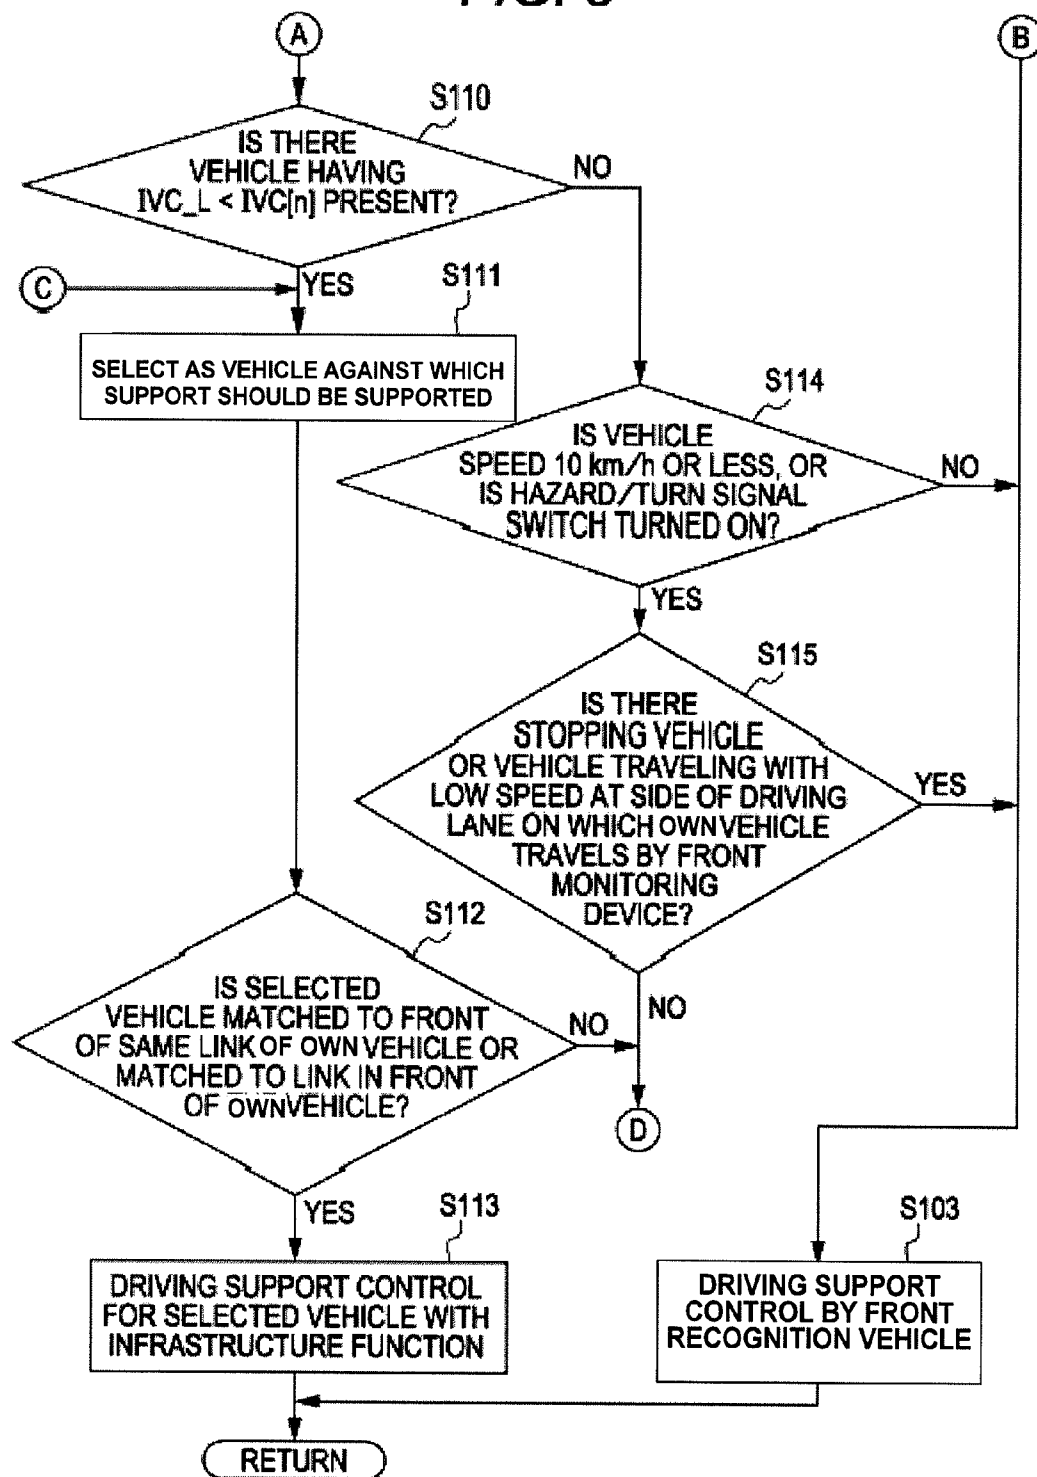 A
B
S110
IS THERE
VEHICLE HAVING
IVC_L < IVC[n] PRESENT?
NO
YES
C
S111
SELECT AS VEHICLE AGAINST WHICH
SUPPORT SHOULD BE SUPPORTED
S114
IS VEHICLE
SPEED 10 km/h OR LESS, OR
IS HAZARD/TURN SIGNAL
SWITCH TURNED ON?
NO
YES
S115
IS THERE
STOPPING VEHICLE
OR VEHICLE TRAVELING WITH
LOW SPEED AT SIDE OF DRIVING
LANE ON WHICH OWN VEHICLE
TRAVELS BY FRONT
MONITORING
DEVICE?
YES
NO
S112
IS SELECTED
VEHICLE MATCHED TO FRONT
OF SAME LINK OF OWN VEHICLE OR
MATCHED TO LINK IN FRONT
OF OWN VEHICLE?
NO
D
YES
S113
DRIVING SUPPORT CONTROL
FOR SELECTED VEHICLE WITH
INFRASTRUCTURE FUNCTION
S103
DRIVING SUPPORT
CONTROL BY FRONT
RECOGNITION VEHICLE
RETURN